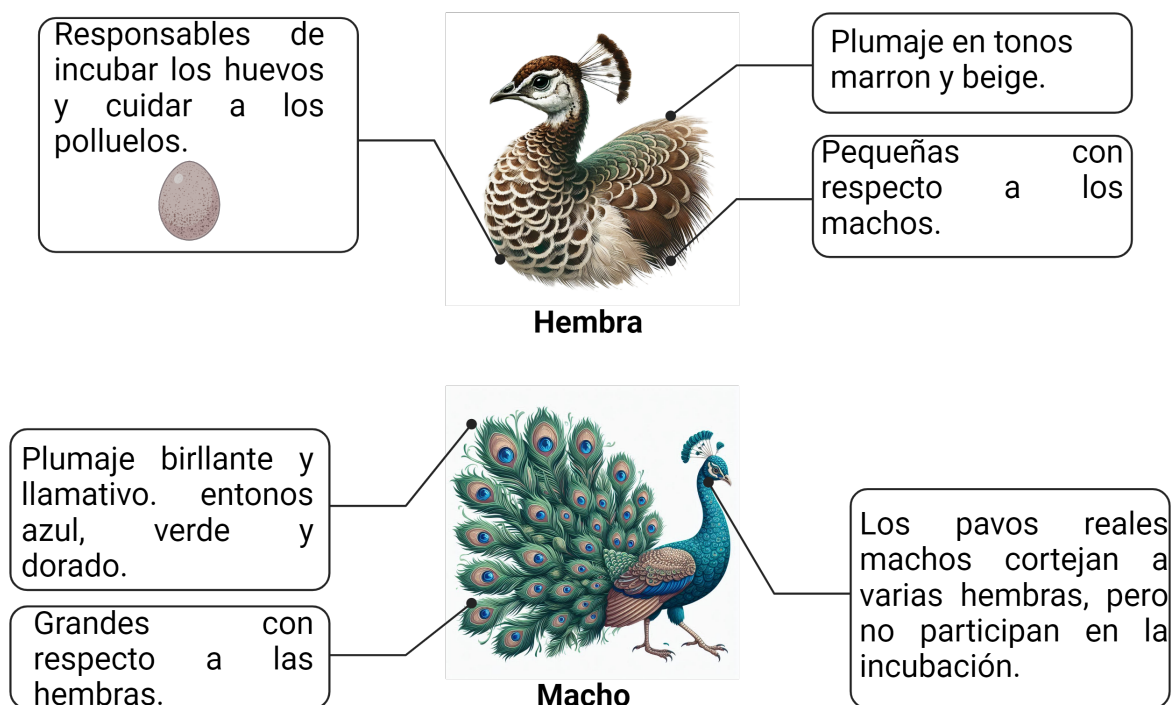 Responsables de
incubar los huevos
y cuidar a los
polluelos.
Plumaje en tonos
marron y beige.
Pequeñas con
respecto a los
machos.
Hembra
Plumaje birllante y
llamativo. entonos
azul, verde y
dorado.
Grandes con
respecto a las
hembras.
Los pavos reales
machos cortejan a
varias hembras, pero
no participan en la
incubación.
Macho